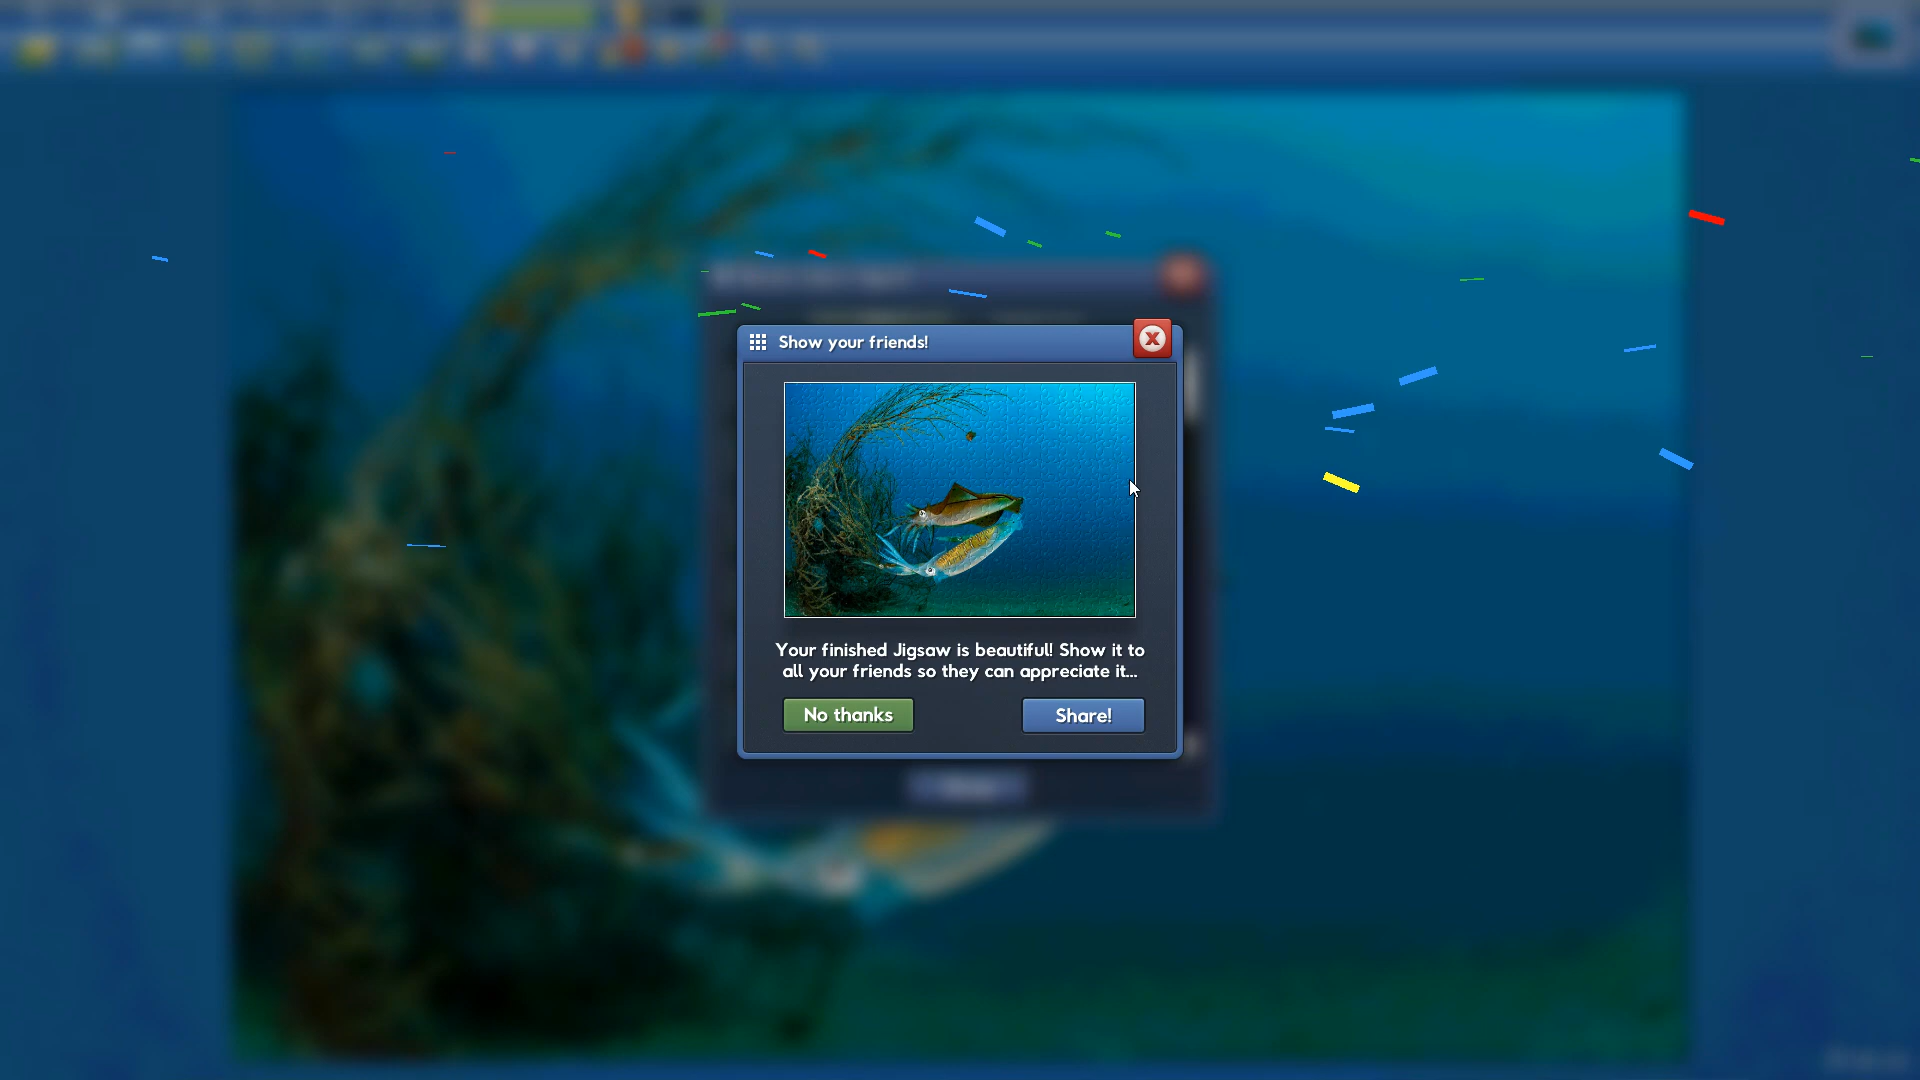 Show your friends!
Your finished Jigsaw is beautiful! Show it to
all your friends so they can appreciate it...
No thanks
Share!